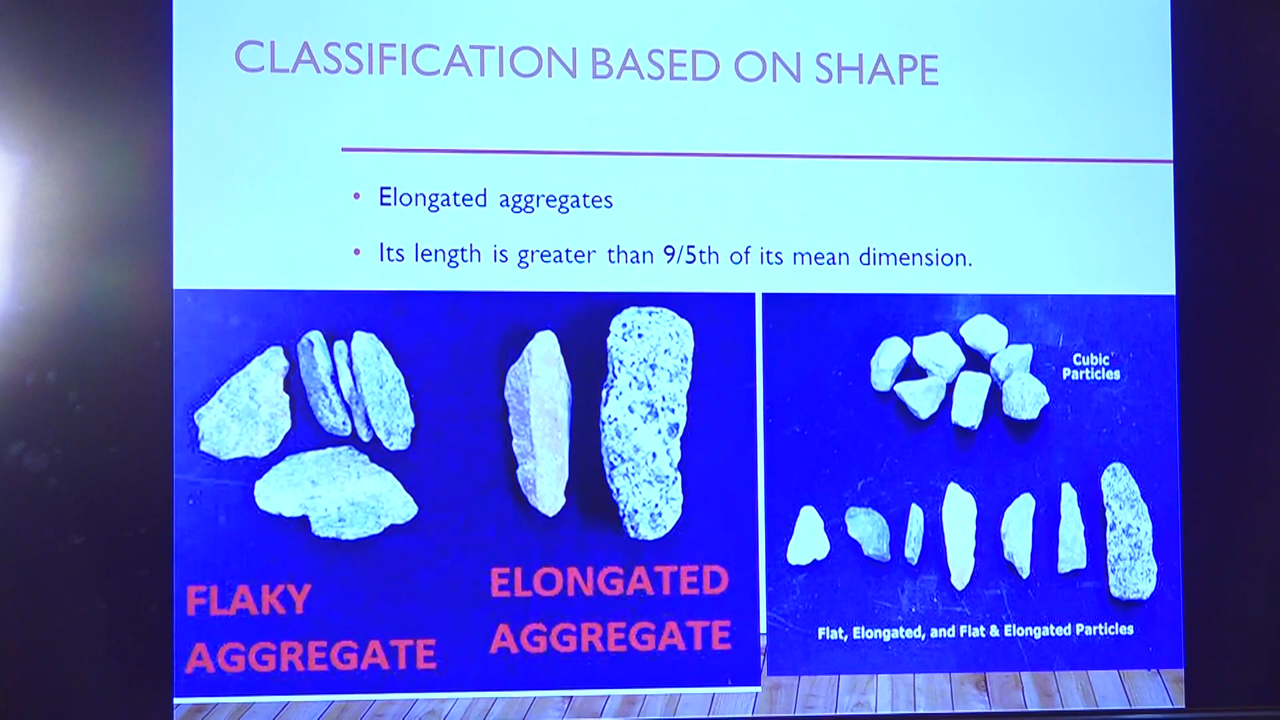 CLASSIFICATION BASED ON SHAPE
• Elongated aggregates
• Its length is greater than 9/5th of its mean dimension.
FLAKY
AGGREGATE
ELONGATED
AGGREGATE
Cubic
Particles
Flat, Elongated, and Flat & Elongated Particles